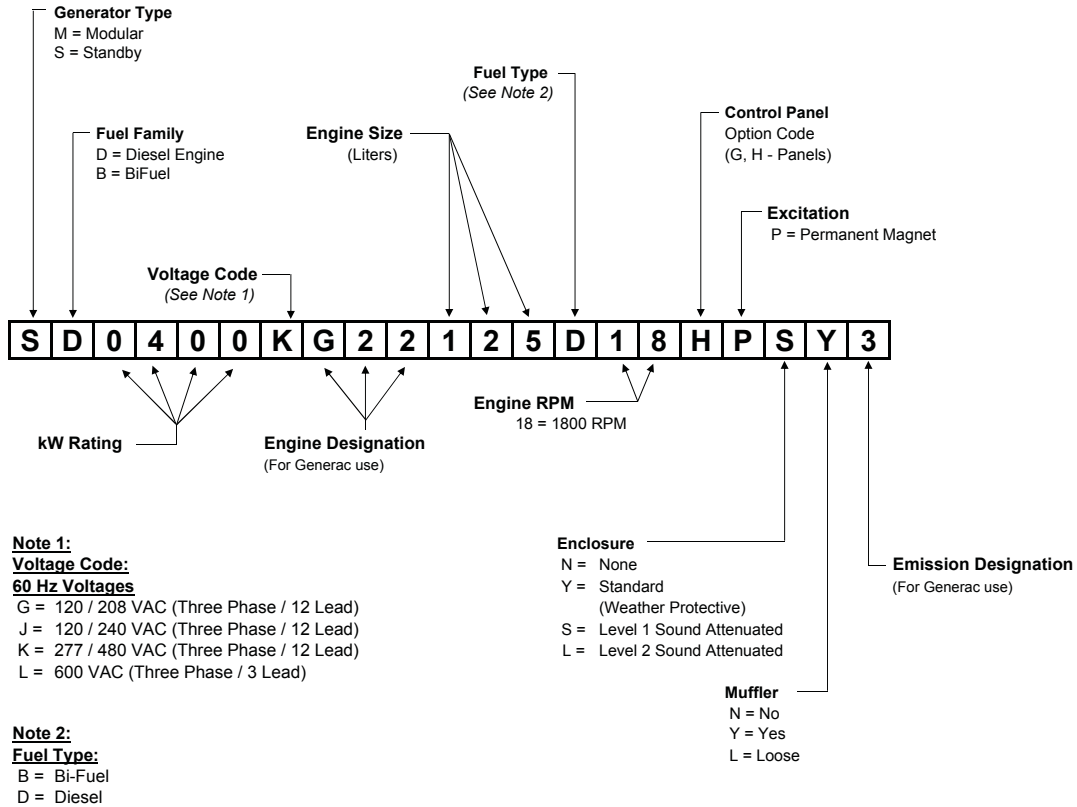 Generator Type
M = Modular
S = Standby
Fuel Type
(See Note 2)
Control Panel
Option Code
(G, H - Panels)
Fuel Family
D = Diesel Engine
B = BiFuel
Engine Size
(Liters)
Excitation
P = Permanent Magnet
Voltage Code
(See Note 1)
S D 0 4 0 0 K G 2 2 1 2 5 D 1 8 H P S Y 3
kW Rating
Engine Designation
(For Generac use)
Engine RPM
18 = 1800 RPM
Note 1:
Voltage Code:
60 Hz Voltages
G = 120 / 208 VAC (Three Phase / 12 Lead)
J = 120 / 240 VAC (Three Phase / 12 Lead)
K = 277 / 480 VAC (Three Phase / 12 Lead)
L = 600 VAC (Three Phase / 3 Lead)
Enclosure
N = None
Y = Standard
(Weather Protective)
S = Level 1 Sound Attenuated
L = Level 2 Sound Attenuated
Emission Designation
(For Generac use)
Muffler
N = No
Y = Yes
L = Loose
Note 2:
Fuel Type:
B = Bi-Fuel
D = Diesel